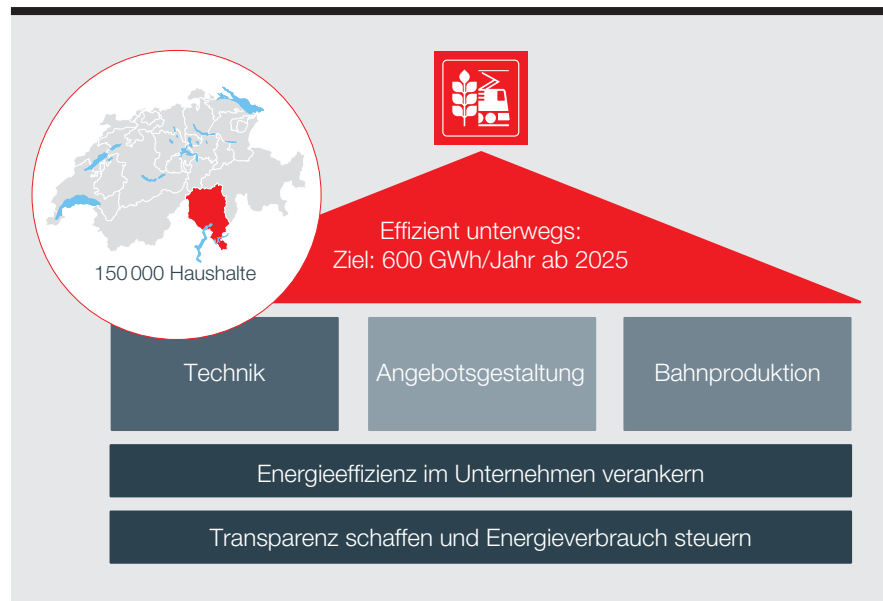 150 000 Haushalte
Effizient unterwegs:
Ziel: 600 GWh/Jahr ab 2025
Technik
Angebotsgestaltung
Bahnproduktion
Energieeffizienz im Unternehmen verankern
Transparenz schaffen und Energieverbrauch steuern